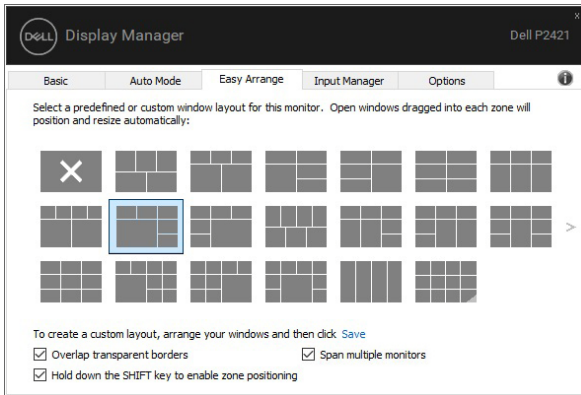 DELL Display Manager
Dell P2421
Basic
Auto Mode
Easy Arrange
Input Manager
Options
Select a predefined or custom window layout for this monitor. Open windows dragged into each zone will
position and resize automatically:
To create a custom layout, arrange your windows and then click Save
Overlap transparent borders
Span multiple monitors
Hold down the SHIFT key to enable zone positioning